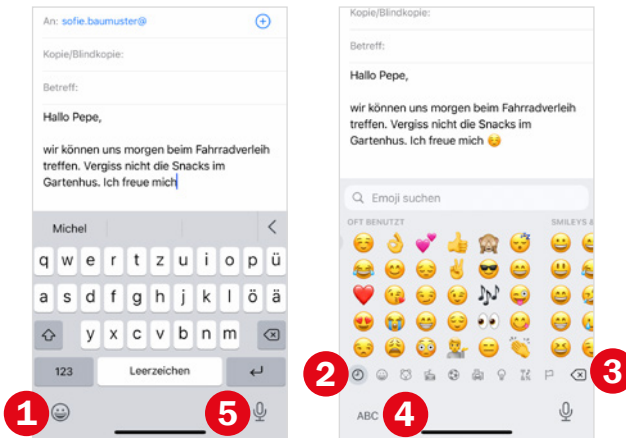 An: sofie.baumuster@
Kopie/Blindkopie:
Betreff:
Hallo Pepe,
wir können uns morgen beim Fahrradverleih
treffen. Vergiss nicht die Snacks im
Gartenhus. Ich freue mich
Michel
q w e r t z u i o p ü
a s d f g h j k l ö ä
y x c v b n m
123 Leerzeichen
1
5
Kopie/Blindkopie:
Betreff:
Hallo Pepe,
wir können uns morgen beim Fahrradverleih
treffen. Vergiss nicht die Snacks im
Gartenhus. Ich freue mich 😊
Emoji suchen
OFT BENUTZT SMILEYS &
2
3
ABC
4